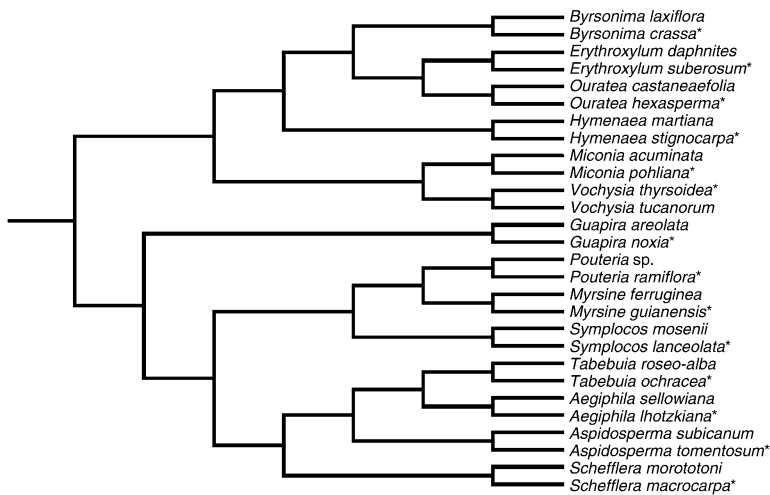 Byrsonima laxiflora
Byrsonima crassa*
Erythroxylum daphnites
Erythroxylum suberosum*
Ouratea castaneaefolia
Ouratea hexasperma*
Hymenaea martiana
Hymenaea stignocarpa*
Miconia acuminata
Miconia pohliana*
Vochysia thyrsoidea*
Vochysia tucanorum
Guapira areolata
Guapira noxia*
Pouteria sp.
Pouteria ramiflora*
Myrsine ferruginea
Myrsine guianensis*
Symplocos mosenii
Symplocos lanceolata*
Tabebuia roseo-alba
Tabebuia ochracea*
Aegiphila sellowiana
Aegiphila lhotzkiana*
Aspidosperma subicanum
Aspidosperma tomentosum*
Schefflera morototoni
Schefflera macrocarpa*